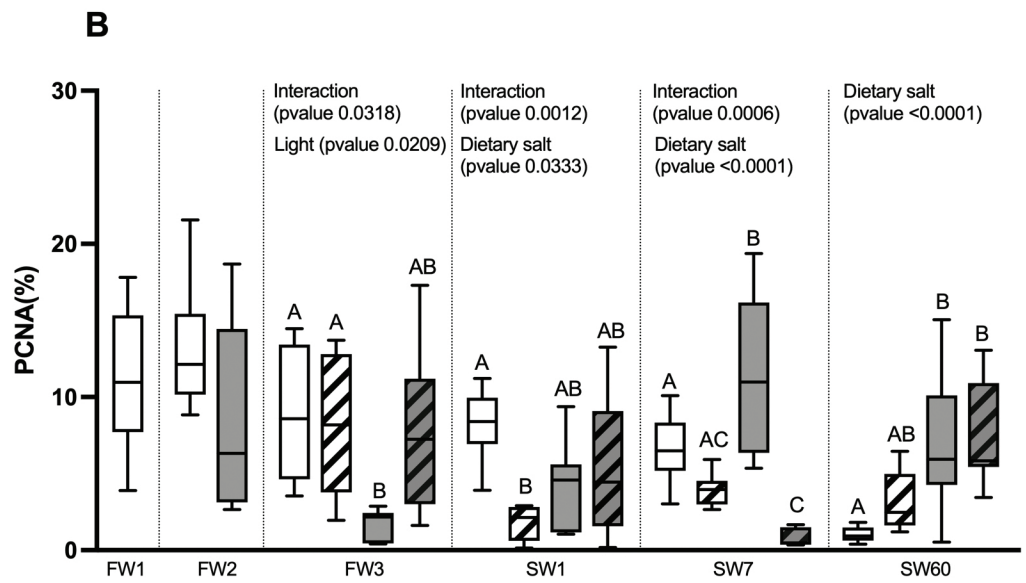 B
30
20
10
0
PCNA(%)
Interaction
(pvalue 0.0318)
Light (pvalue 0.0209)
Interaction
(pvalue 0.0012)
Dietary salt
(pvalue 0.0333)
Interaction
(pvalue 0.0006)
Dietary salt
(pvalue <0.0001)
Dietary salt
(pvalue <0.0001)
A
A
B
AB
A
B
AB
AB
A
AC
B
C
A
AB
B
B
FW1
FW2
FW3
SW1
SW7
SW60